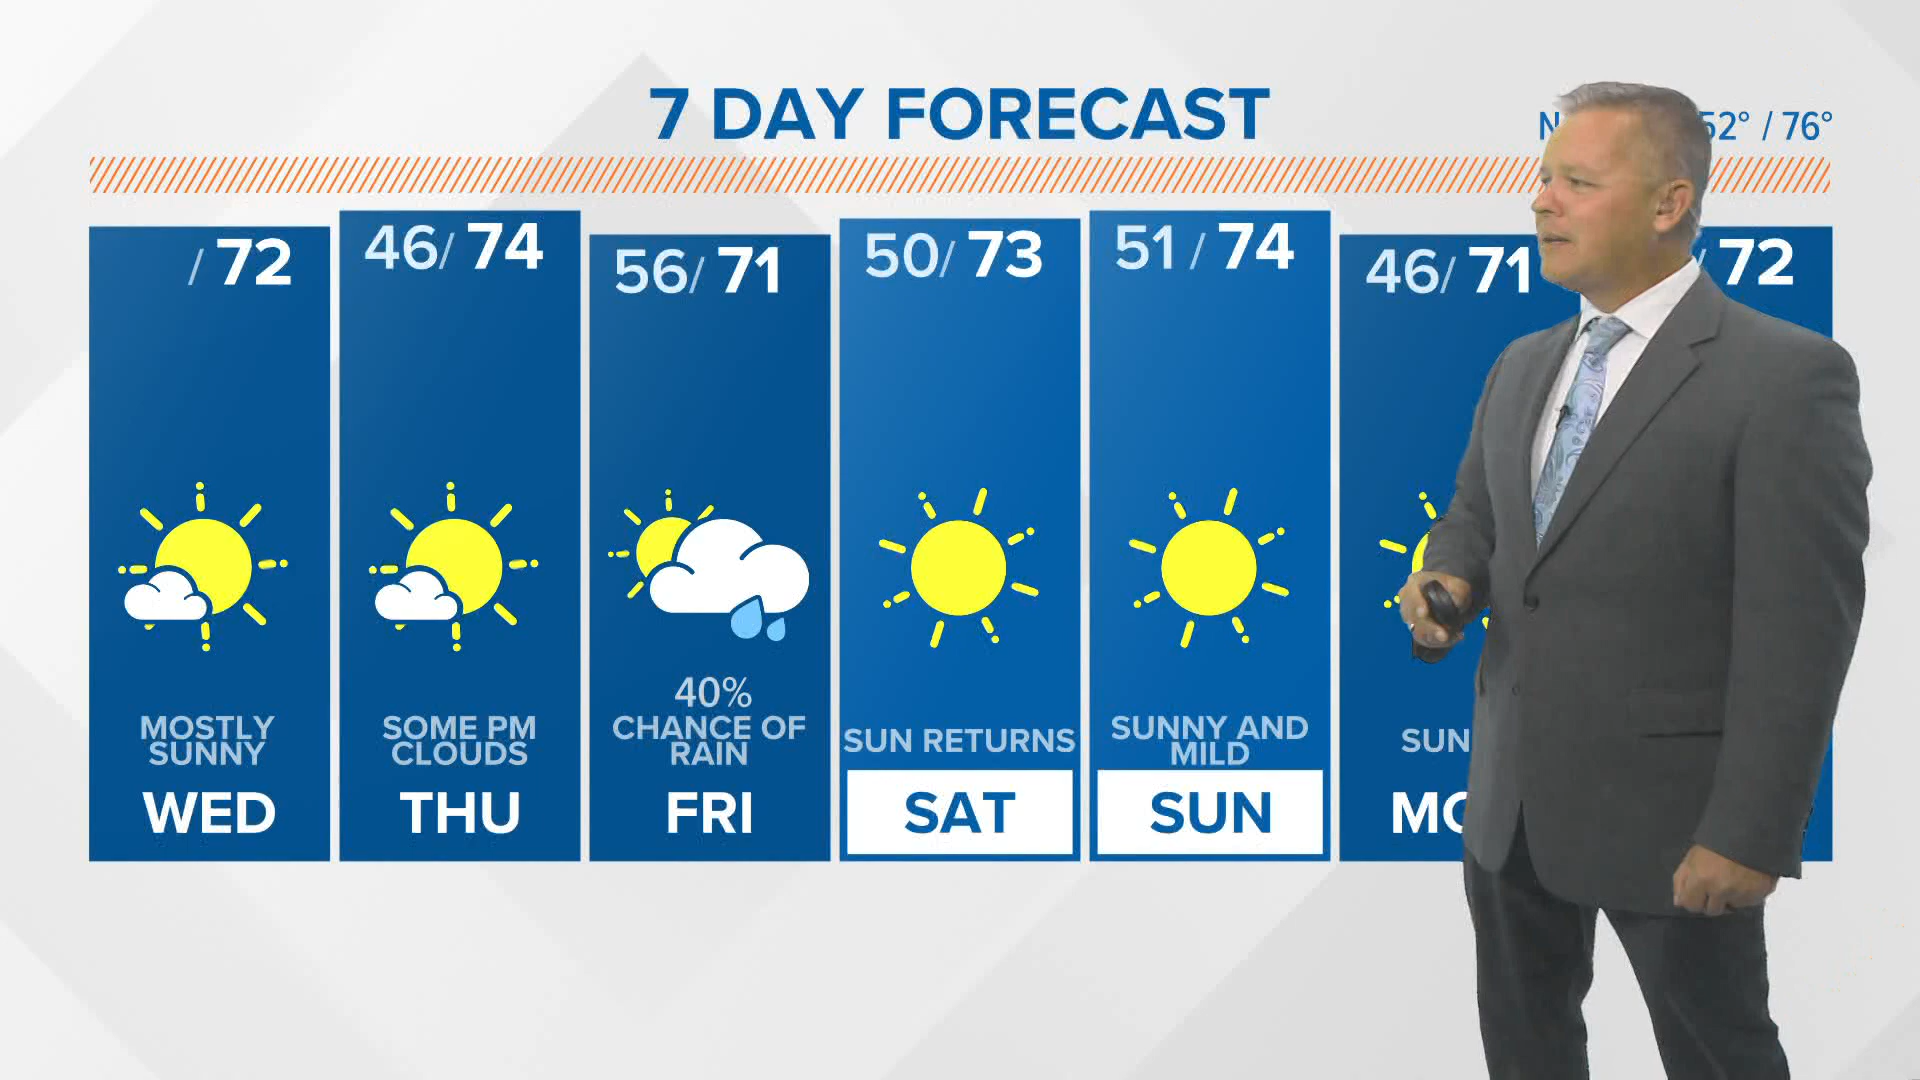 7 DAY FORECAST
52° / 76°
/ 72
46/ 74
56/ 71
50/ 73
51 / 74
46/ 71
/ 72
40%
MOSTLY
SUNNY
SOME PM
CLOUDS
CHANCE OF
RAIN
SUN RETURNS
SUNNY AND
MILD
WED
THU
FRI
SAT
SUN